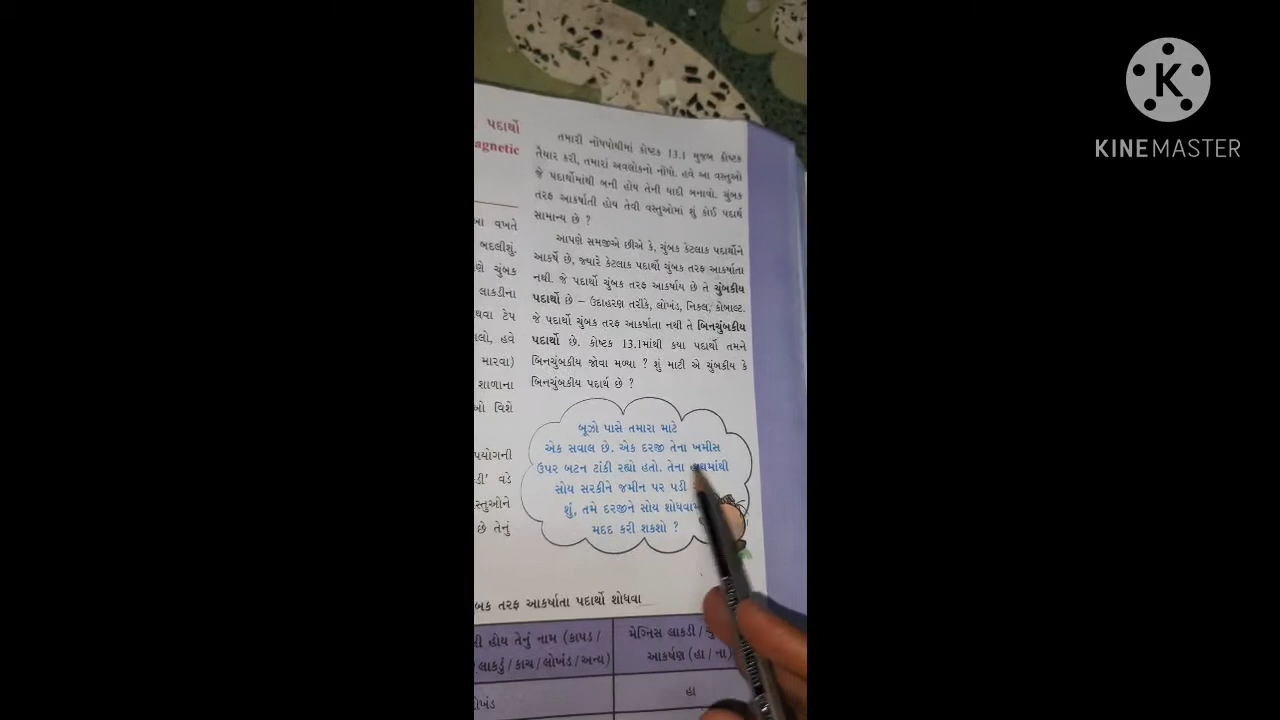 પદાર્થો
agnetic
આ વખતે
બદલીશું.
ણે ચુંબક
લાકડીના
થવા ટેપ
ાલો, હવે
મારવા)
શાળાના
ઓ વિશે
પયોગની
ડી' વડે
સ્તુઓને
છે તેનું
તમારી નોંધપોથીમાં કોષ્ટક 13.1 મુજબ કોષ્ટક
તૈયાર કરી, તમારાં અવલોકનો નોંધો. હવે આ વસ્તુઓ
જે પદાર્થોમાંથી બની હોય તેની યાદી બનાવો. ચુંબક
તરફ આકર્ષાતી હોય તેવી વસ્તુઓમાં શું કોઈ પદાર્થ
સામાન્ય છે ?
આપણે સમજીએ છીએ કે, ચુંબક કેટલાક પદાર્થોને
આકર્ષે છે, જ્યારે કેટલાક પદાર્થો ચુંબક તરફ આકર્ષાતા
નથી. જે પદાર્થો ચુંબક તરફ આકર્ષાય છે તે ચુંબકીય
પદાર્થો છે – ઉદાહરણ તરીકે, લોખંડ, નિકલ, કોબાલ્ટ.
જે પદાર્થો ચુંબક તરફ આકર્ષાતા નથી તે બિનચુંબકીય
પદાર્થો છે. કોષ્ટક 13.1માંથી કયા પદાર્થો તમને
બિનચુંબકીય જોવા મળ્યા ? શું માટી એ ચુંબકીય કે
બિનચુંબકીય પદાર્થ છે ?
બૂઝો પાસે તમારા માટે
એક સવાલ છે. એક દરજી તેના ખમીસ
ઉપર બટન ટાંકી રહ્યો હતો. તેના હાથમાંથી
સોય સરકીને જમીન પર પડી
શું, તમે દરજીને સોય શોધવામ
મદદ કરી શકશો ?
બક તરફ આકર્ષાતા પદાર્થો શોધવા
ી હોય તેનું નામ (કાપડ /
લાકડું / કાચ / લોખંડ / અન્ય)
મેગ્નિસ લાકડી / ચુ
આકર્ષણ (હા / ના)
ોખંડ
હા
K
KINEMASTER